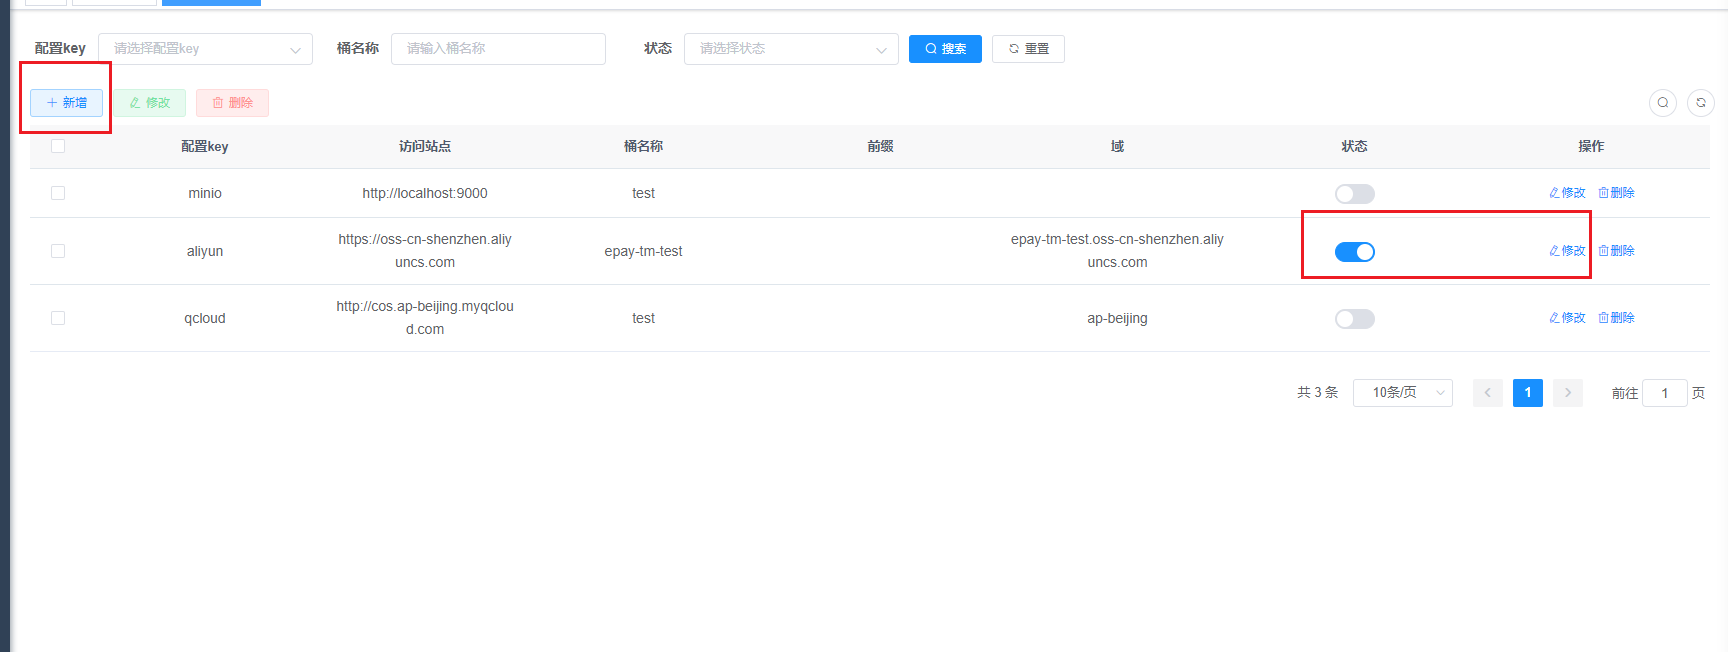 配置key 请选择配置key 桶名称 请输入桶名称 状态 请选择状态 搜索 重置
新增 修改 删除
配置key 访问站点 桶名称 前缀 域 状态 操作
minio http://localhost:9000 test 修改 删除
aliyun https://oss-cn-shenzhen.aliy
uncs.com epay-tm-test epay-tm-test.oss-cn-shenzhen.aliy
uncs.com 修改 删除
qcloud http://cos.ap-beijing.myqclou
d.com test ap-beijing 修改 删除
共 3 条 10条/页 1 前往 1 页